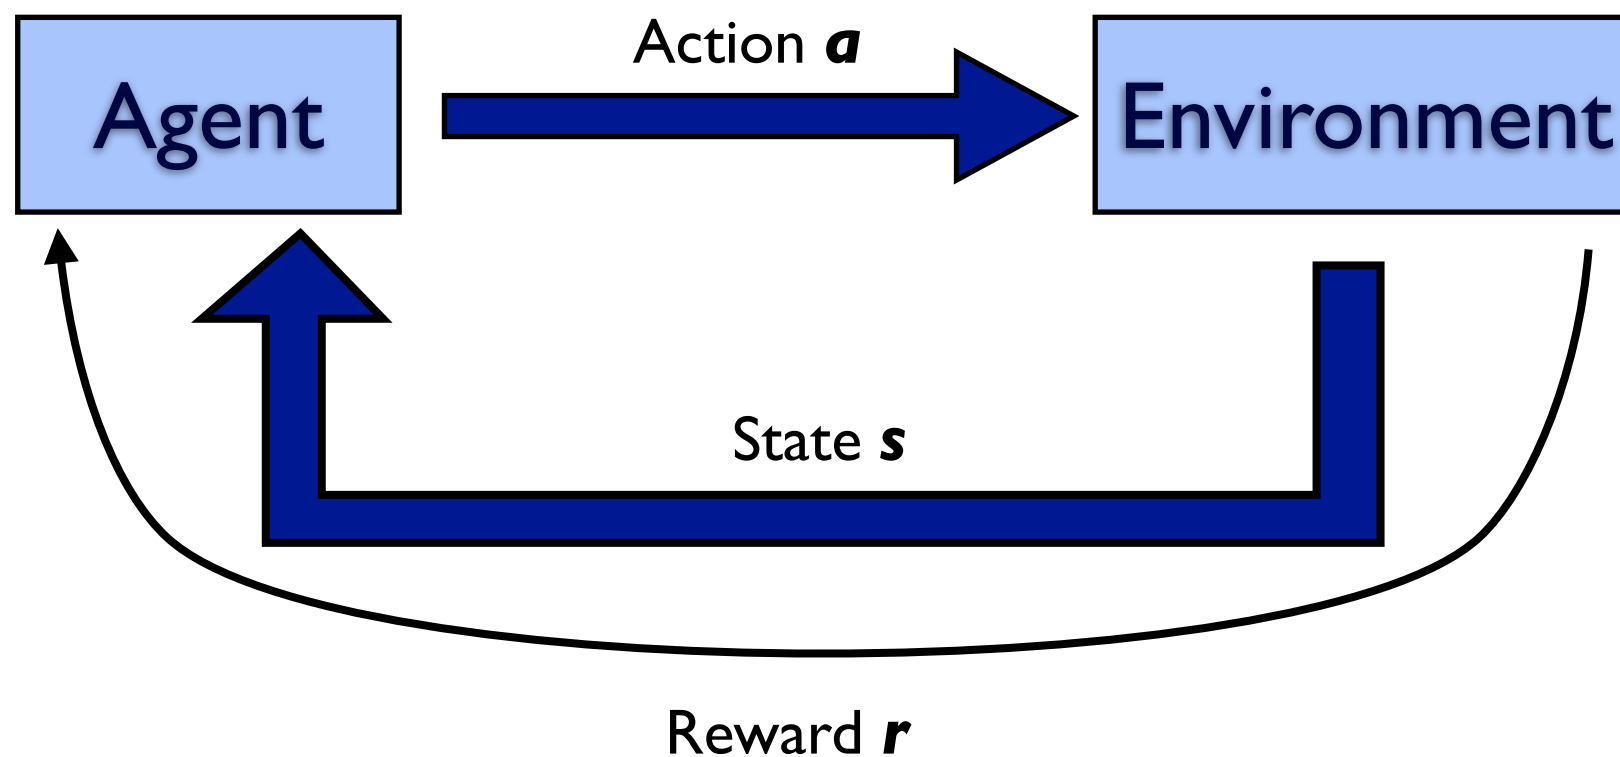 Action a
Agent
Environment
State s
Reward r